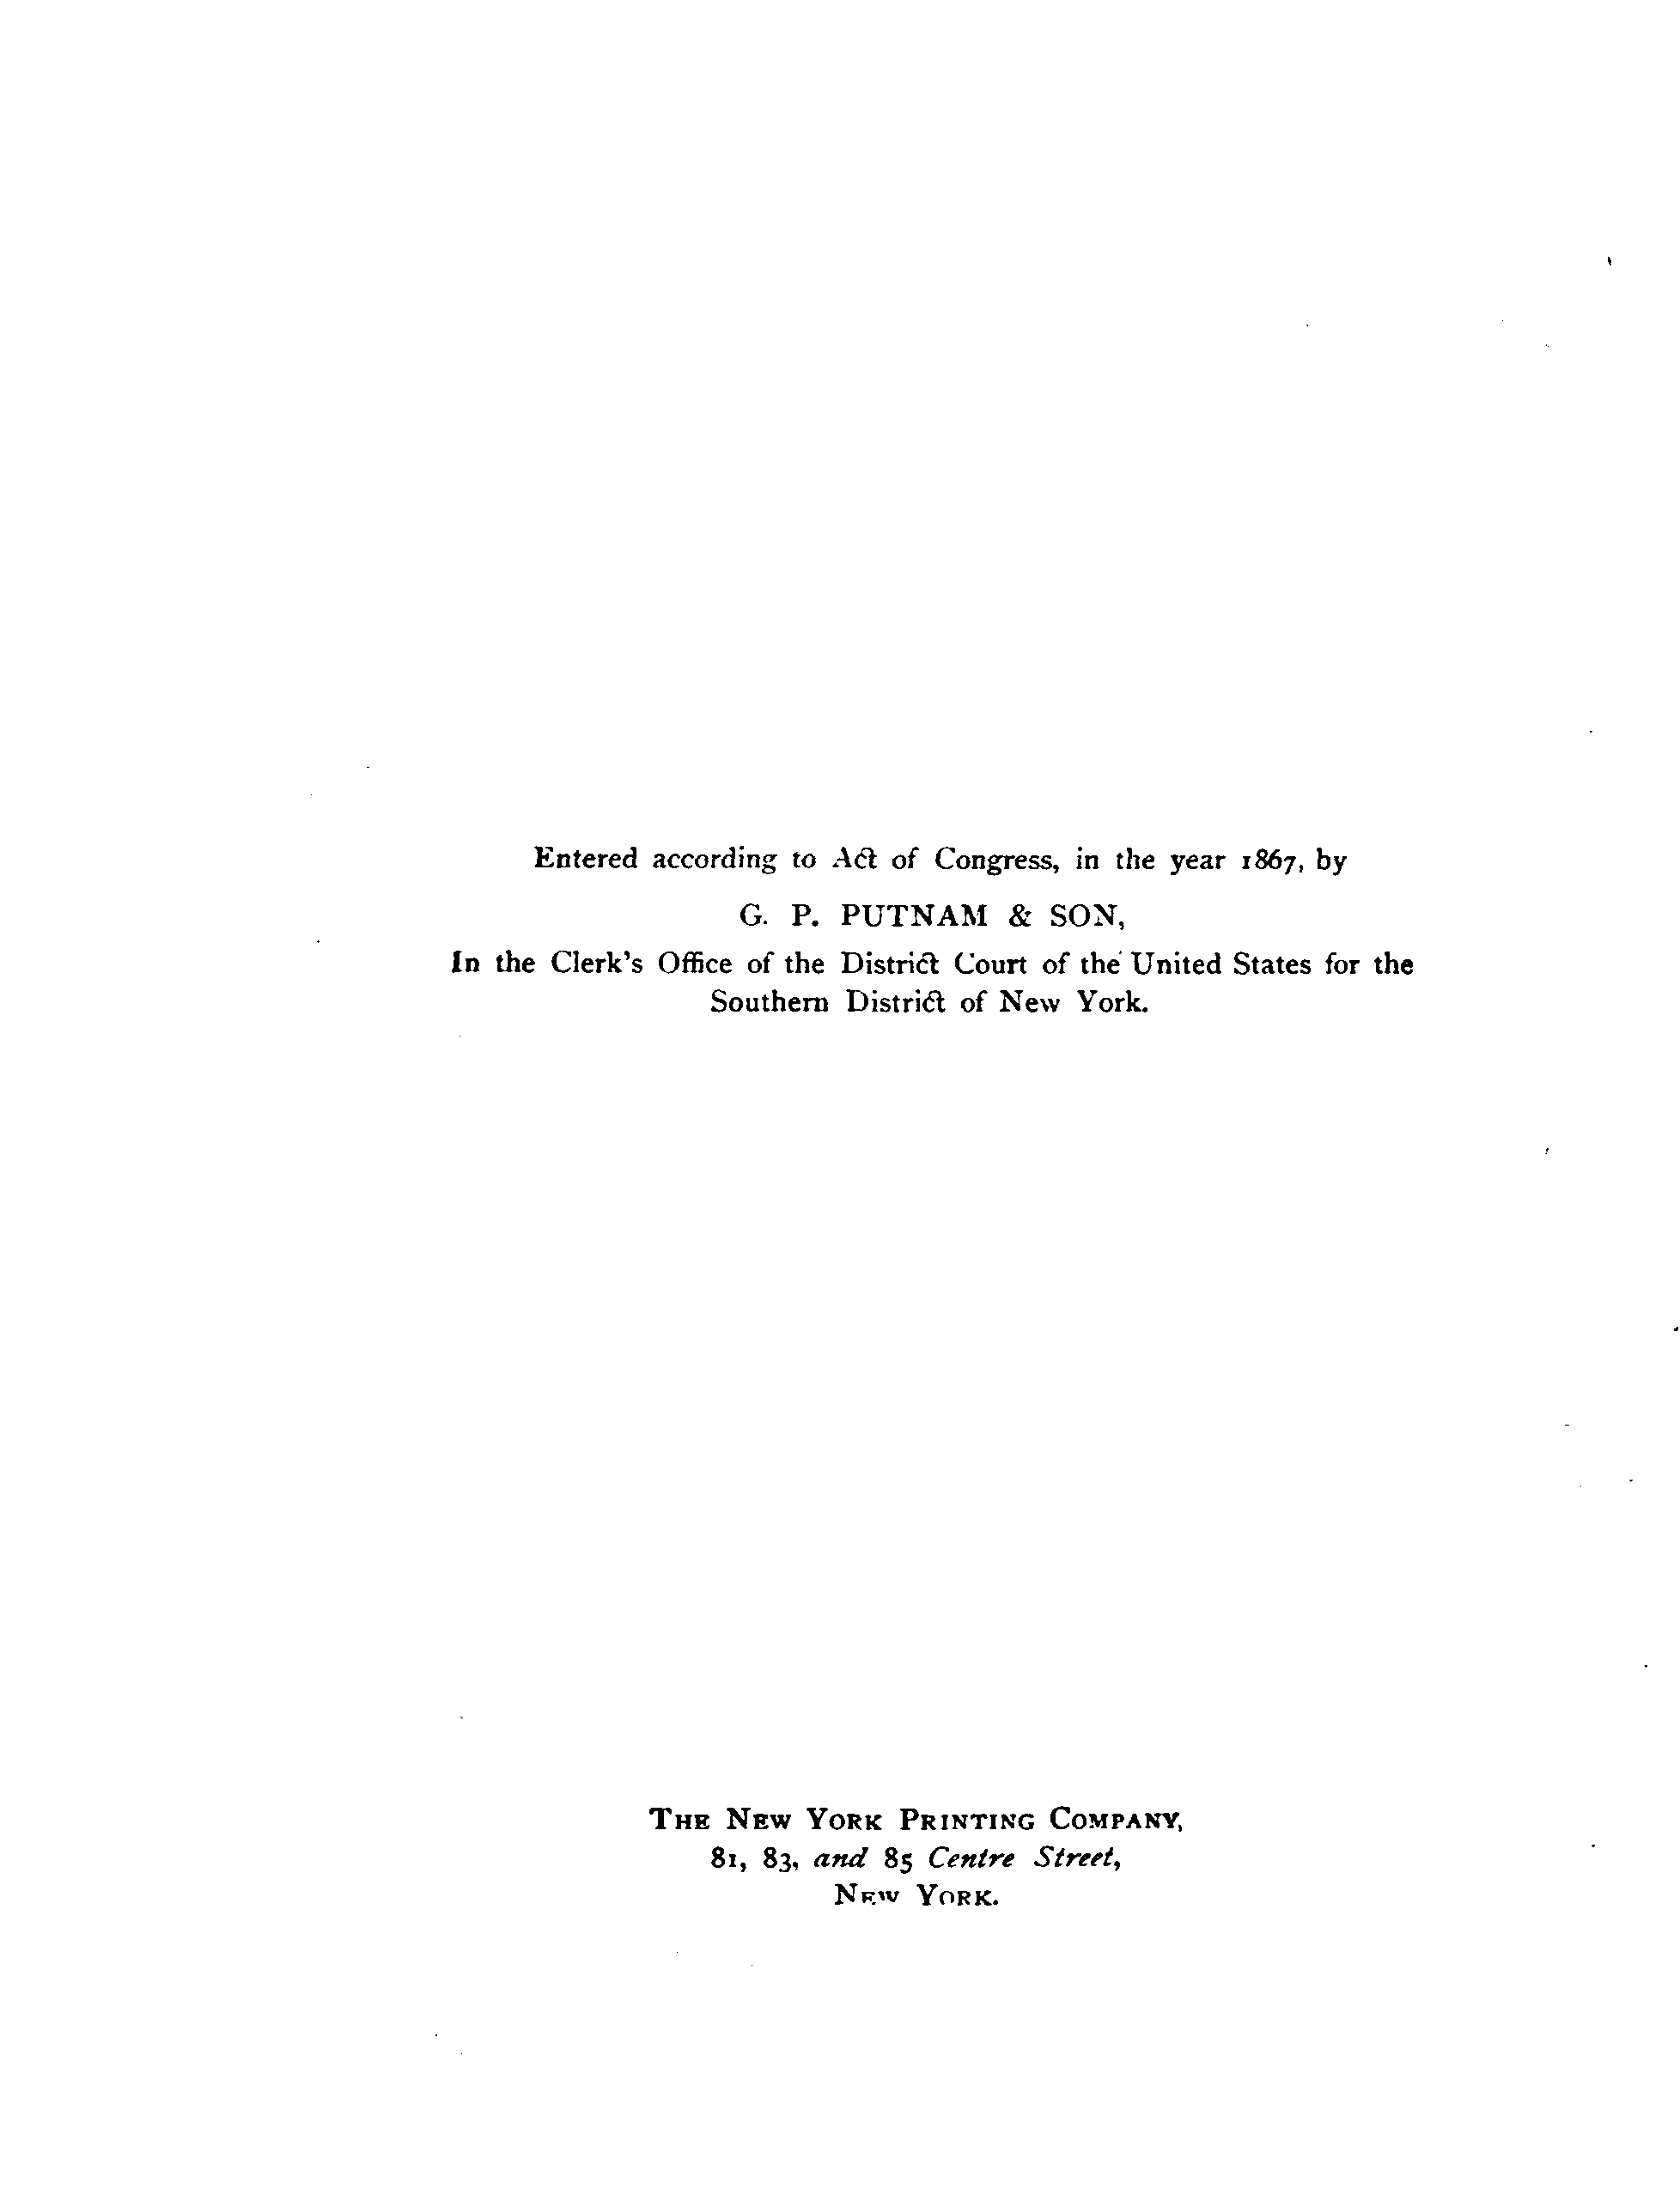 Entered according to Act of Congress, in the year 1867, by
G. P. PUTNAM & SON,
In the Clerk's Office of the District Court of the United States for the
Southern District of New York.
THE NEW YORK PRINTING COMPANY,
81, 83, and 85 Centre Street,
NEW YORK.